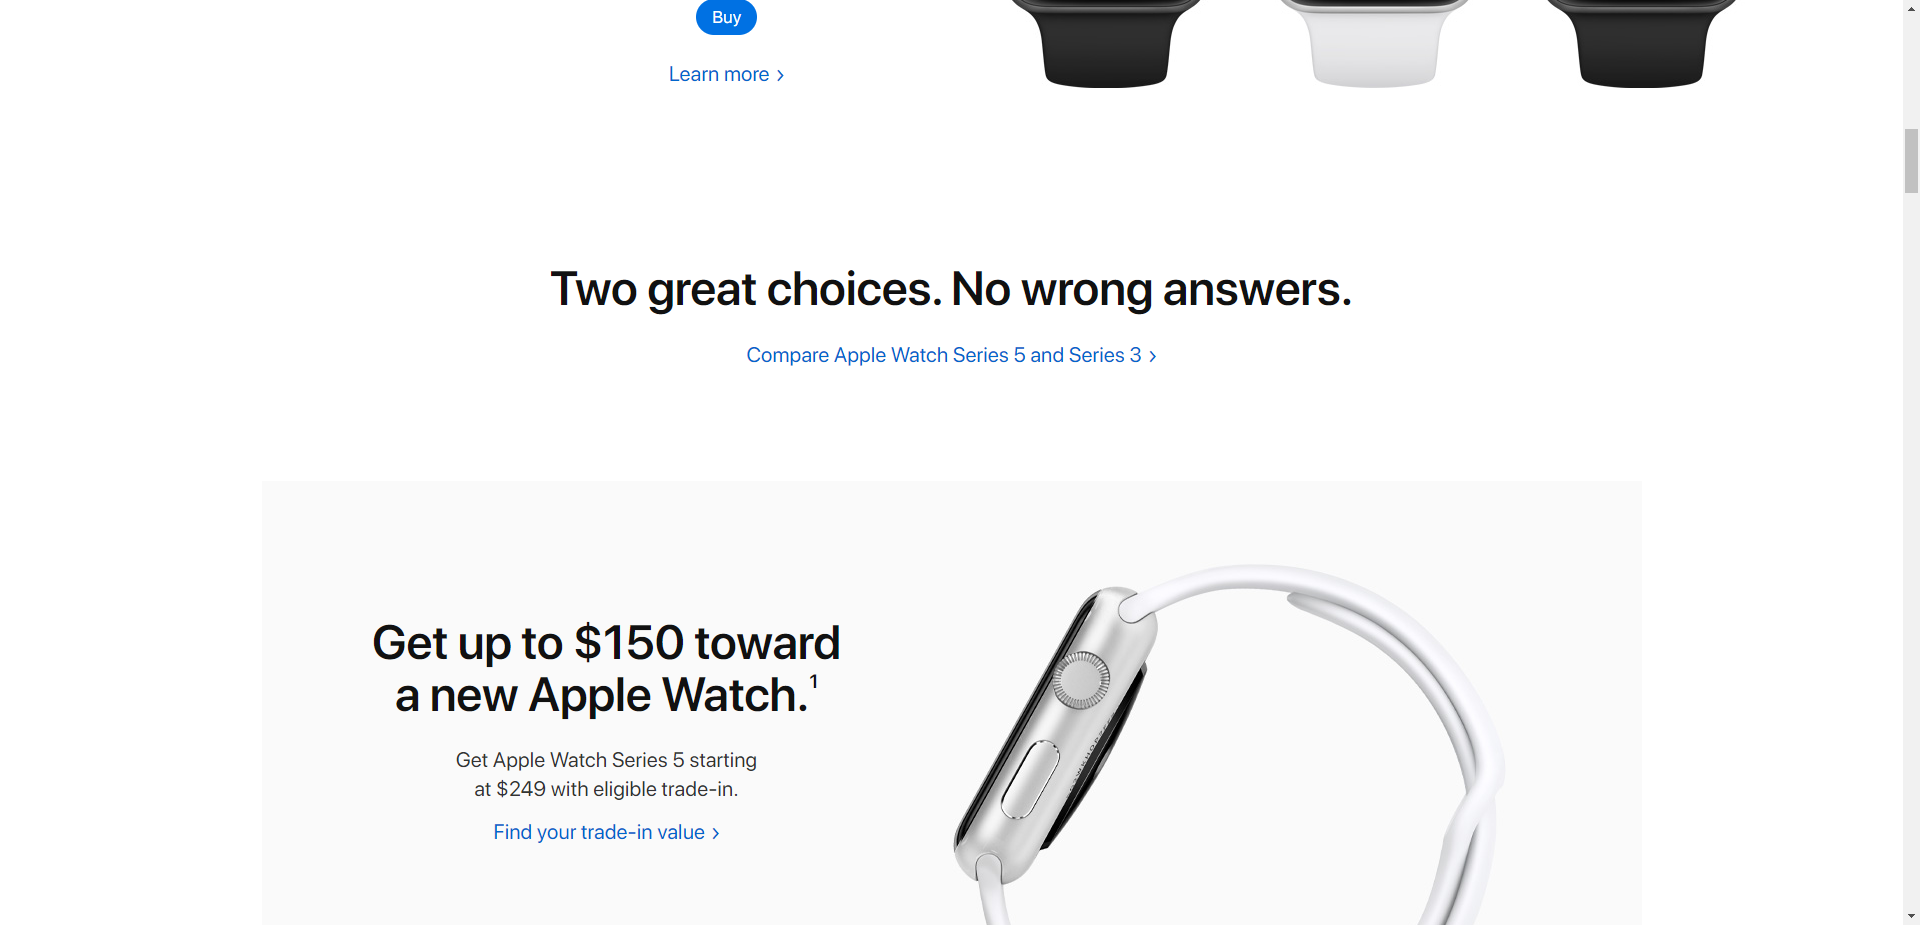 Buy
Learn more >
Two great choices. No wrong answers.
Compare Apple Watch Series 5 and Series 3 >
Get up to $150 toward
a new Apple Watch.¹
Get Apple Watch Series 5 starting
at $249 with eligible trade-in.
Find your trade-in value >